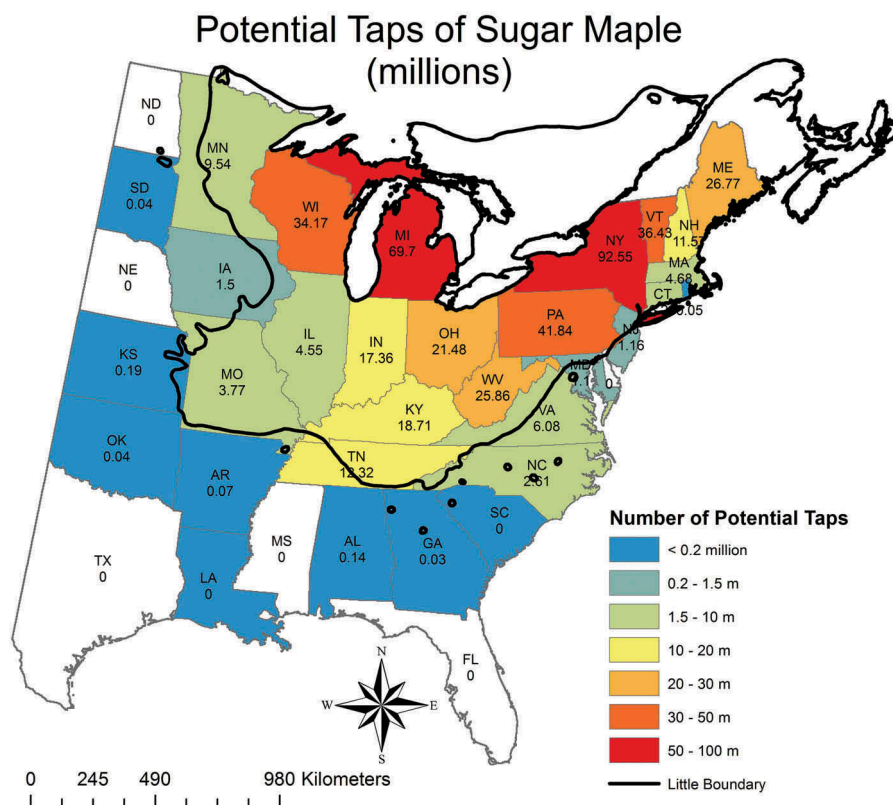 Potential Taps of Sugar Maple
(millions)
ND
0
MN
9.54
SD
0.04
WI
34.17
MI
69.7
ME
26.77
VT
36.43
NH
NY
92.55
MA
4.68
CT
NE
0
IA
1.5
PA
41.84
NJ
1.16
IL
4.55
IN
17.36
OH
21.48
MD
0
KS
0.19
MO
3.77
WV
25.86
VA
6.08
KY
18.71
OK
0.04
AR
0.07
TN
12.32
NC
2.61
MS
0
AL
0.14
GA
0.03
SC
0
TX
0
LA
0
FL
0
N
W
E
S
Number of Potential Taps
< 0.2 million
0.2 - 1.5 m
1.5 - 10 m
10 - 20 m
20 - 30 m
30 - 50 m
50 - 100 m
Little Boundary
0 245 490 980 Kilometers